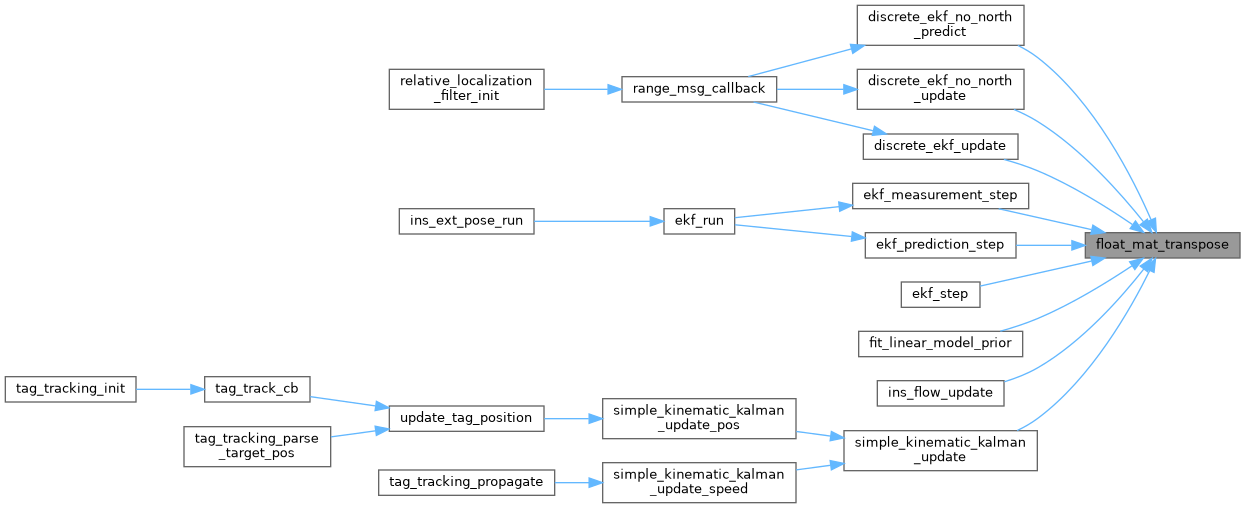 discrete_ekf_no_north
_predict
relative_localization
_filter_init
range_msg_callback
discrete_ekf_no_north
_update
discrete_ekf_update
ekf_measurement_step
ins_ext_pose_run
ekf_run
ekf_prediction_step
float_mat_transpose
ekf_step
fit_linear_model_prior
ins_flow_update
tag_tracking_init
tag_track_cb
update_tag_position
simple_kinematic_kalman
_update_pos
tag_tracking_parse
_target_pos
simple_kinematic_kalman
_update
tag_tracking_propagate
simple_kinematic_kalman
_update_speed